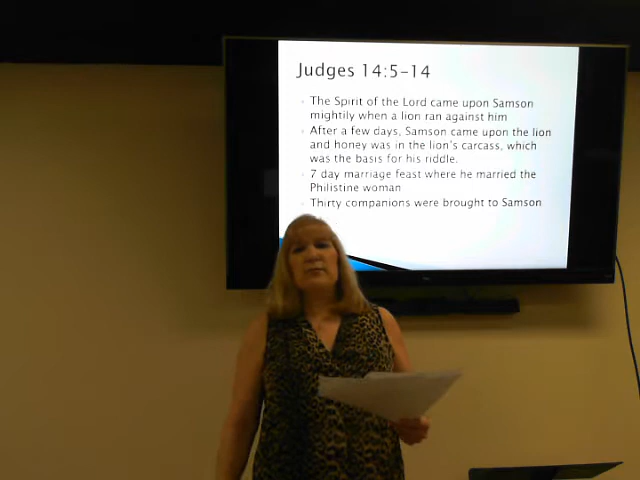 Judges 14:5-14
The Spirit of the Lord came upon Samson
mightily when a lion ran against him
After a few days, Samson came upon the lion
and honey was in the lion's carcass, which
was the basis for his riddle.
7 day marriage feast where he married the
Philistine woman
Thirty companions were brought to Samson